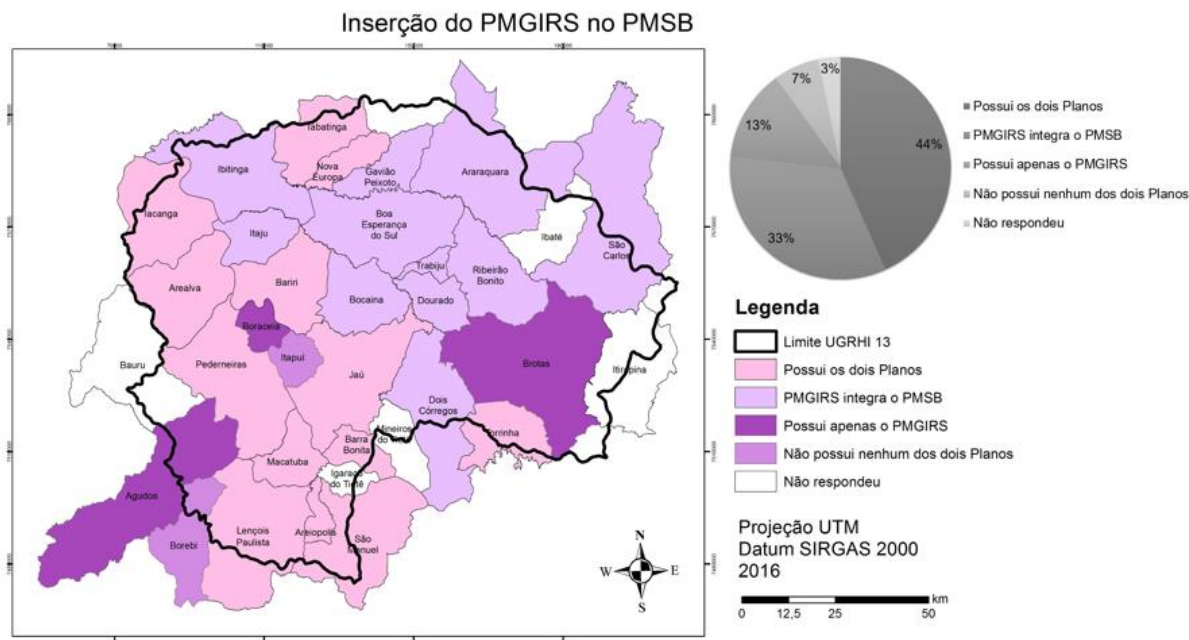 Inserção do PMGIRS no PMSB
Tabatinga
Nova
Europa
Ibitinga
Gavião
Peixoto
Araraquara
Iacanga
Boa
Esperança
do Sul
Itaju
Ibaté
São
Carlos
Trabiju
Ribeirão
Bonito
Arealva
Bariri
Bocaina
Dourado
Boraceia
Itapuí
Bauru
Pederneiras
Jaú
Brotas
Itirapina
Dois
Córregos
Mineiros
do Tietê
Torrinha
Barra
Bonita
Macatuba
Igaraçu
do Tietê
Agudos
Lençois
Paulista
Areiopolis
São
Manuel
Borebi
N
W E
S
3%
7%
13%
44%
33%
Possui os dois Planos
PMGIRS integra o PMSB
Possui apenas o PMGIRS
Não possui nenhum dos dois Planos
Não respondeu
Legenda
Limite UGRHI 13
Possui os dois Planos
PMGIRS integra o PMSB
Possui apenas o PMGIRS
Não possui nenhum dos dois Planos
Não respondeu
Projeção UTM
Datum SIRGAS 2000
2016
km
0 12,5 25 50